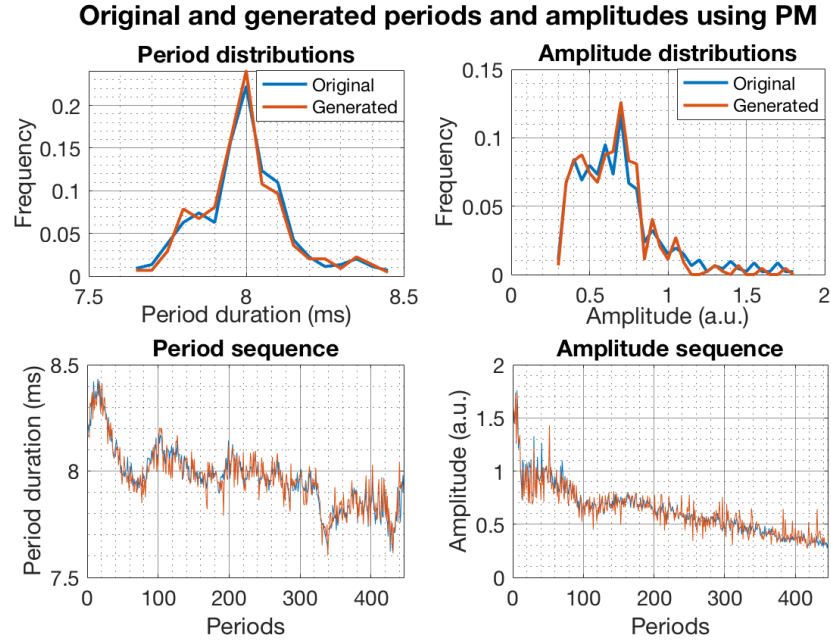 Original and generated periods and amplitudes using PM
Period distributions
Frequency
0.2
0.15
0.1
0.05
0
7.5
8
8.5
Period duration (ms)
Original
Generated
Amplitude distributions
Frequency
0.15
0.1
0.05
0
0
0.5
1
1.5
2
Amplitude (a.u.)
Original
Generated
Period sequence
Period duration (ms)
8.5
8
7.5
0
100
200
300
400
Periods
Amplitude sequence
Amplitude (a.u.)
2
1.5
1
0.5
0
0
100
200
300
400
Periods